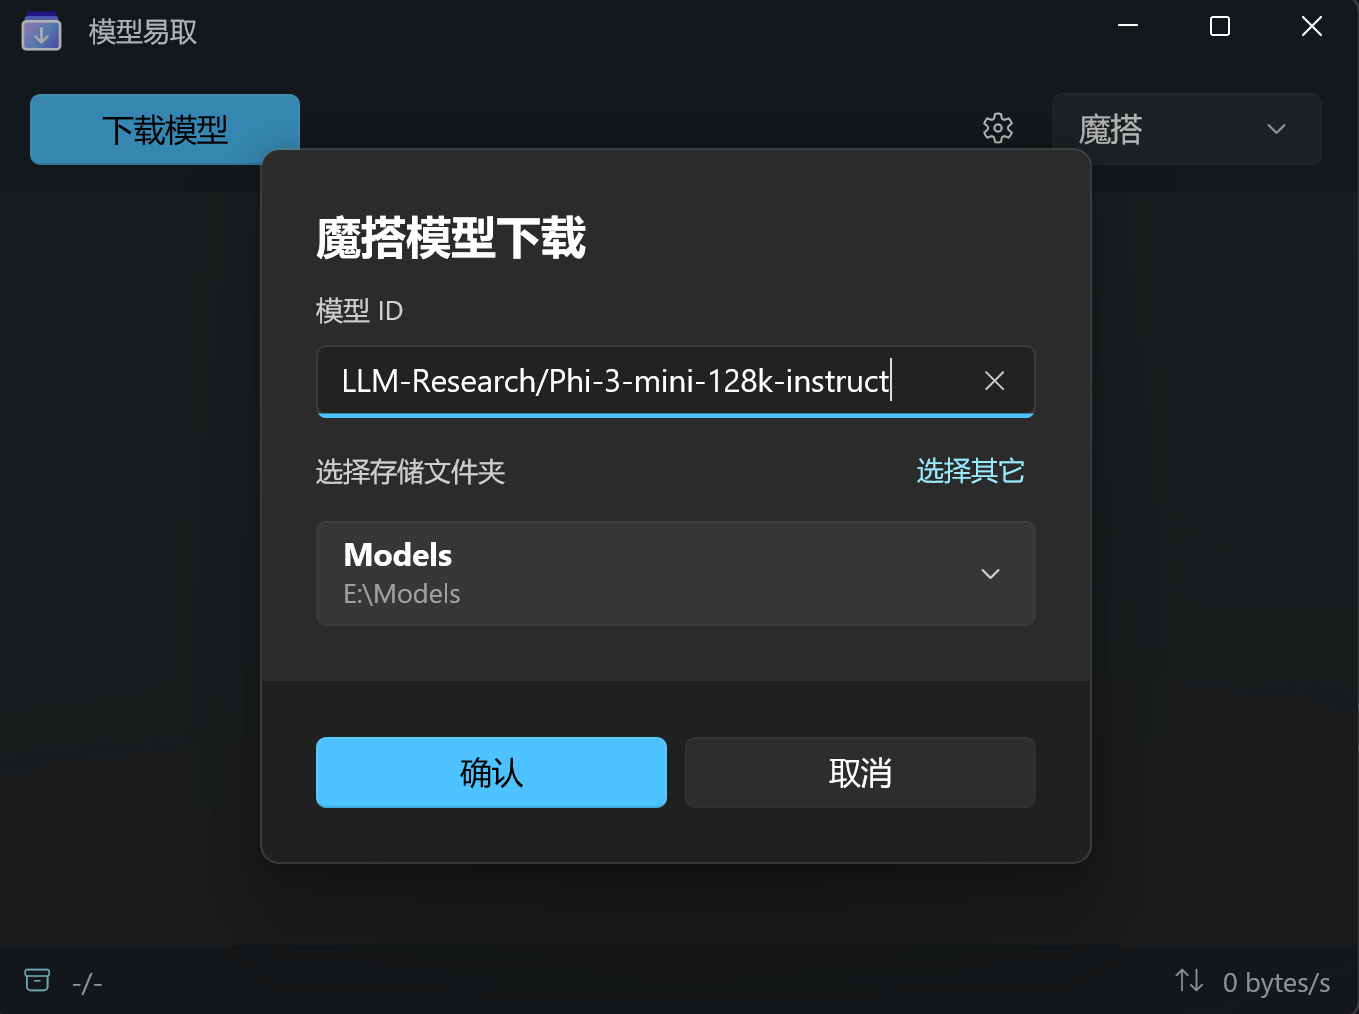 模型易取
下载模型
魔搭
魔搭模型下载
模型 ID
LLM-Research/Phi-3-mini-128k-instruct
选择存储文件夹
选择其它
Models
E:\Models
确认
取消
-/-
0 bytes/s